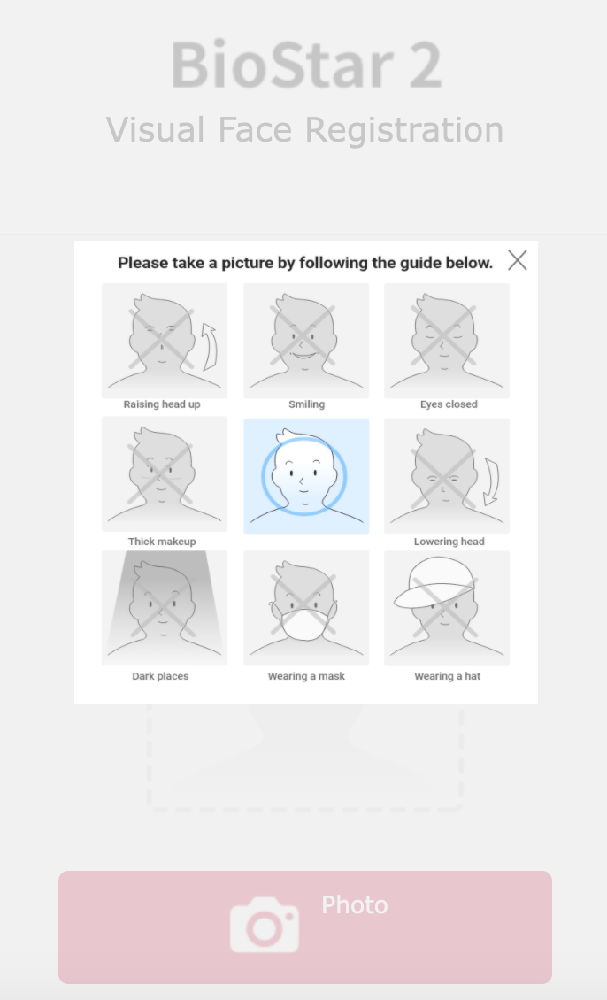 BioStar 2
Visual Face Registration
Please take a picture by following the guide below.
Raising head up
Smiling
Eyes closed
Thick makeup
Lowering head
Dark places
Wearing a mask
Wearing a hat
Photo